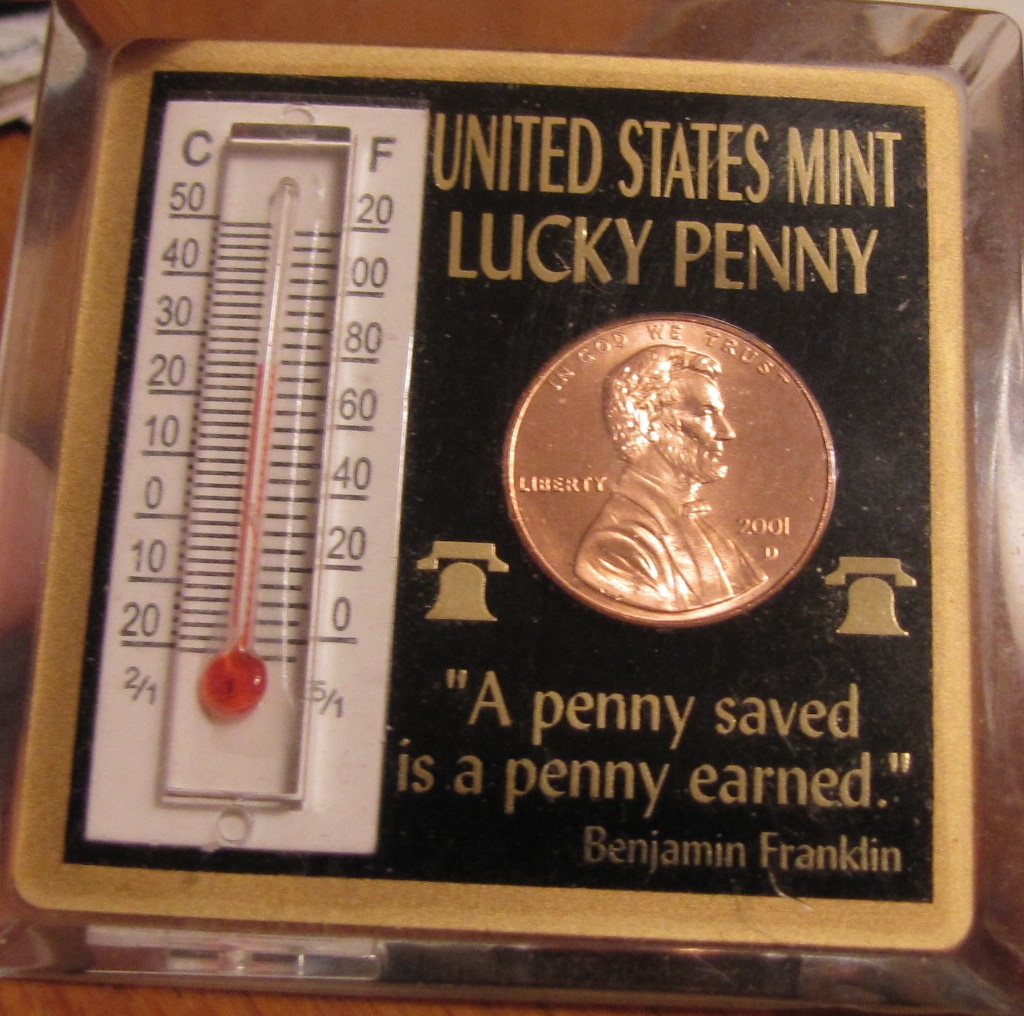 UNITED STATES MINT
LUCKY PENNY
C F
50 20
40 00
30 80
20 60
10 40
0 20
10 0
20
2/1 5/1
IN GOD WE TRUST
LIBERTY
2001
D
"A penny saved
is a penny earned."
Benjamin Franklin